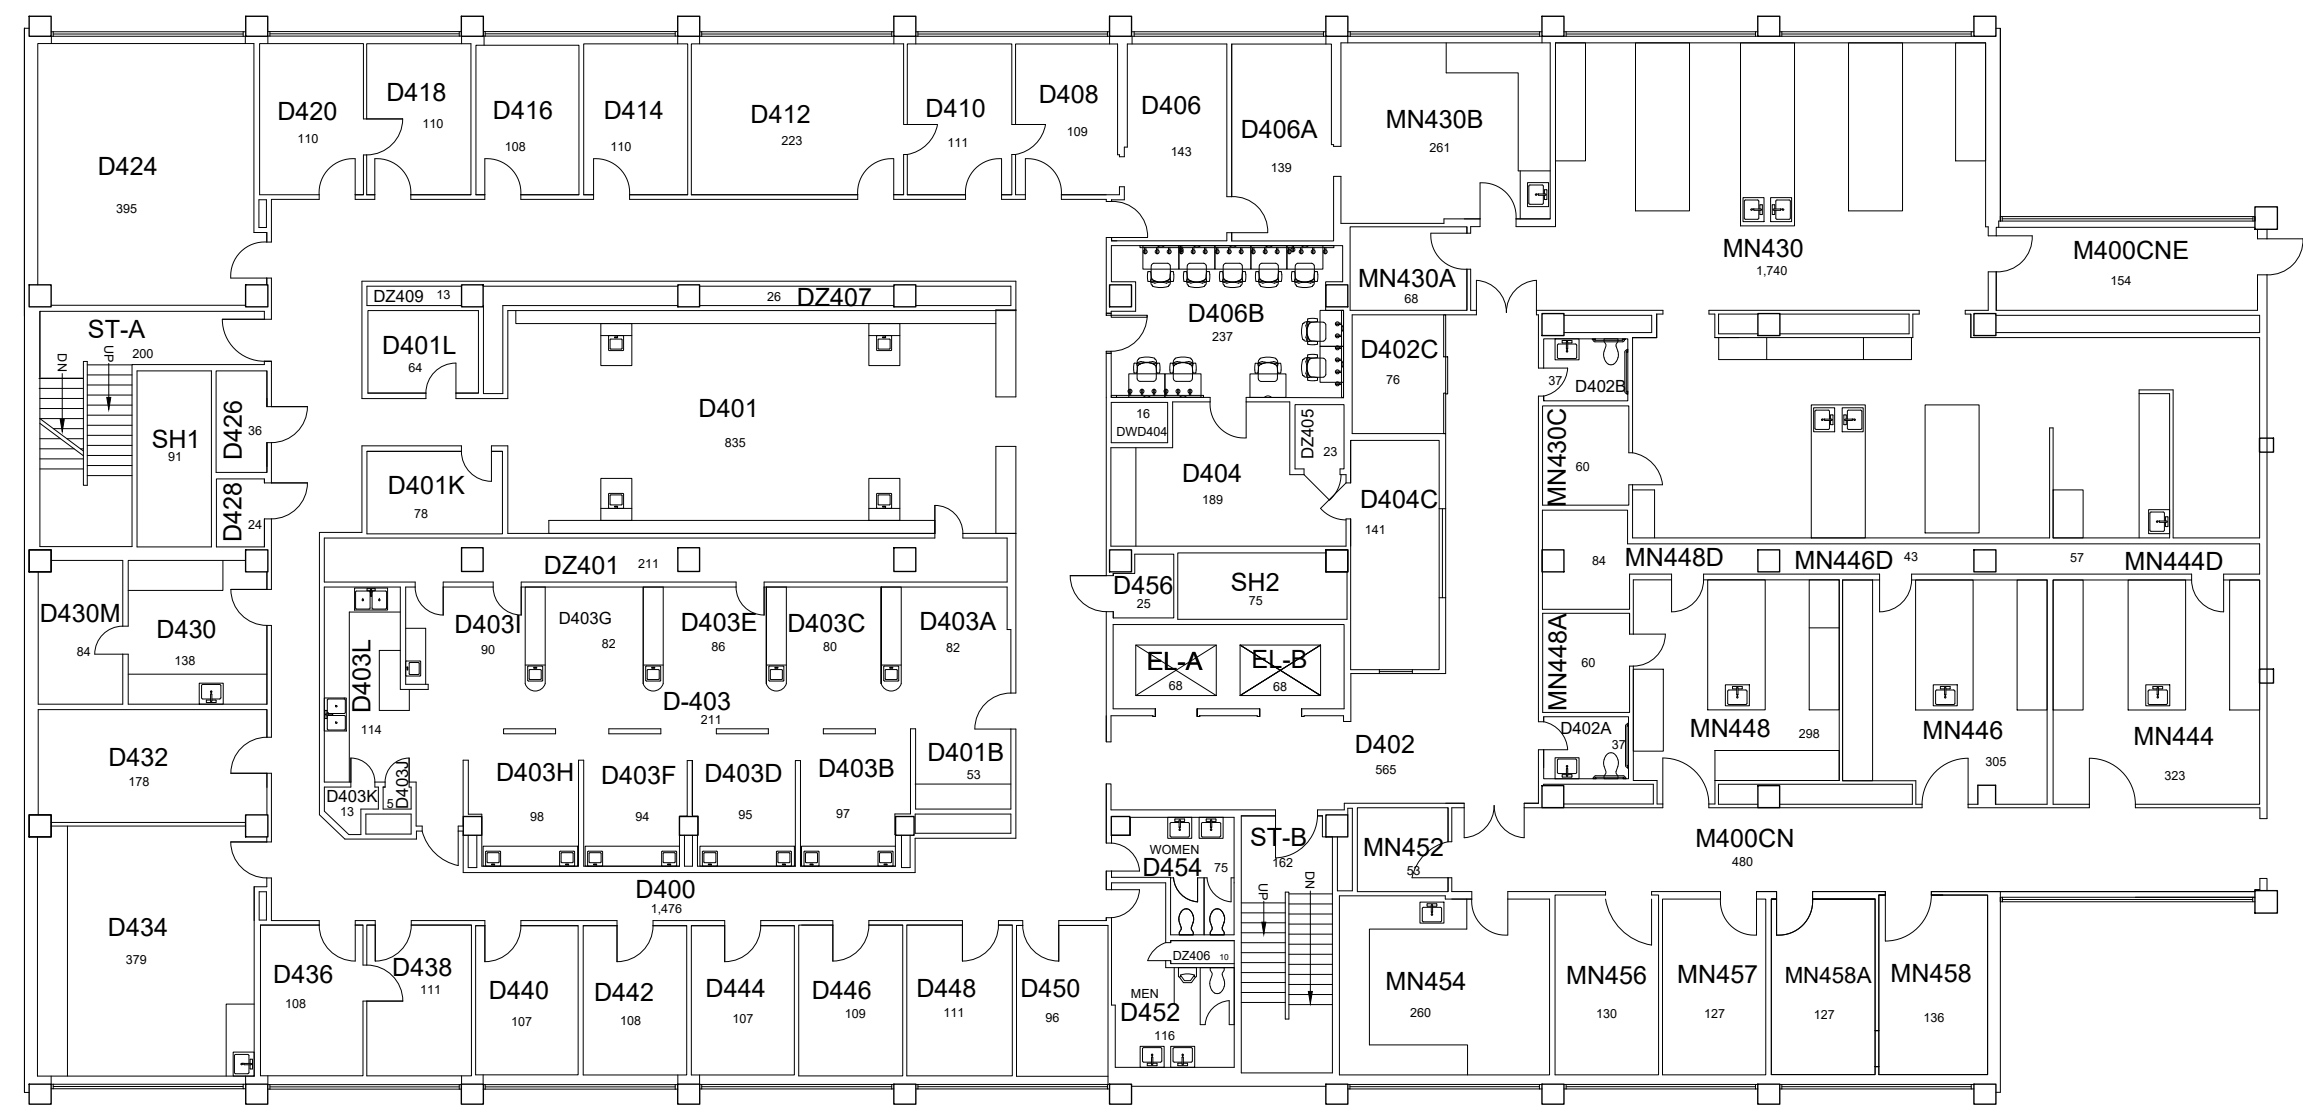 D424
395
D420
110
D418
110
D416
108
D414
110
D412
223
D410
111
D408
109
D406
143
D406A
139
MN430B
261
MN430
1,740
M400CNE
154
MN430A
68
DZ409 13
26 DZ407
D406B
237
ST-A
200
DN
UP
D401L
64
D402C
76
37
D402B
SH1
91
D426
36
D401
835
16
DWD404
DZ405
23
MN430C
60
D428
24
D401K
78
D404
189
D404C
141
DZ401 211
D456
25
SH2
75
84
MN448D
MN446D 43
57 MN444D
D430M
84
D430
138
D403L
114
D403I
90
D403G
82
D403E
86
D403C
80
D403A
82
EL-A
68
EL-B
68
MN448A
60
D-403
211
D402A
37
MN448
298
MN446
305
MN444
323
D432
178
D403K
13
D403J
5
D403H
98
D403F
94
D403D
95
D403B
97
D401B
53
D402
565
WOMEN
D454
75
ST-B
162
UP
DN
MN452
53
M400CN
480
D400
1,476
D434
379
D436
108
D438
111
D440
107
D442
108
D444
107
D446
109
D448
111
D450
96
DZ406 10
MEN
D452
116
MN454
260
MN456
130
MN457
127
MN458A
127
MN458
136